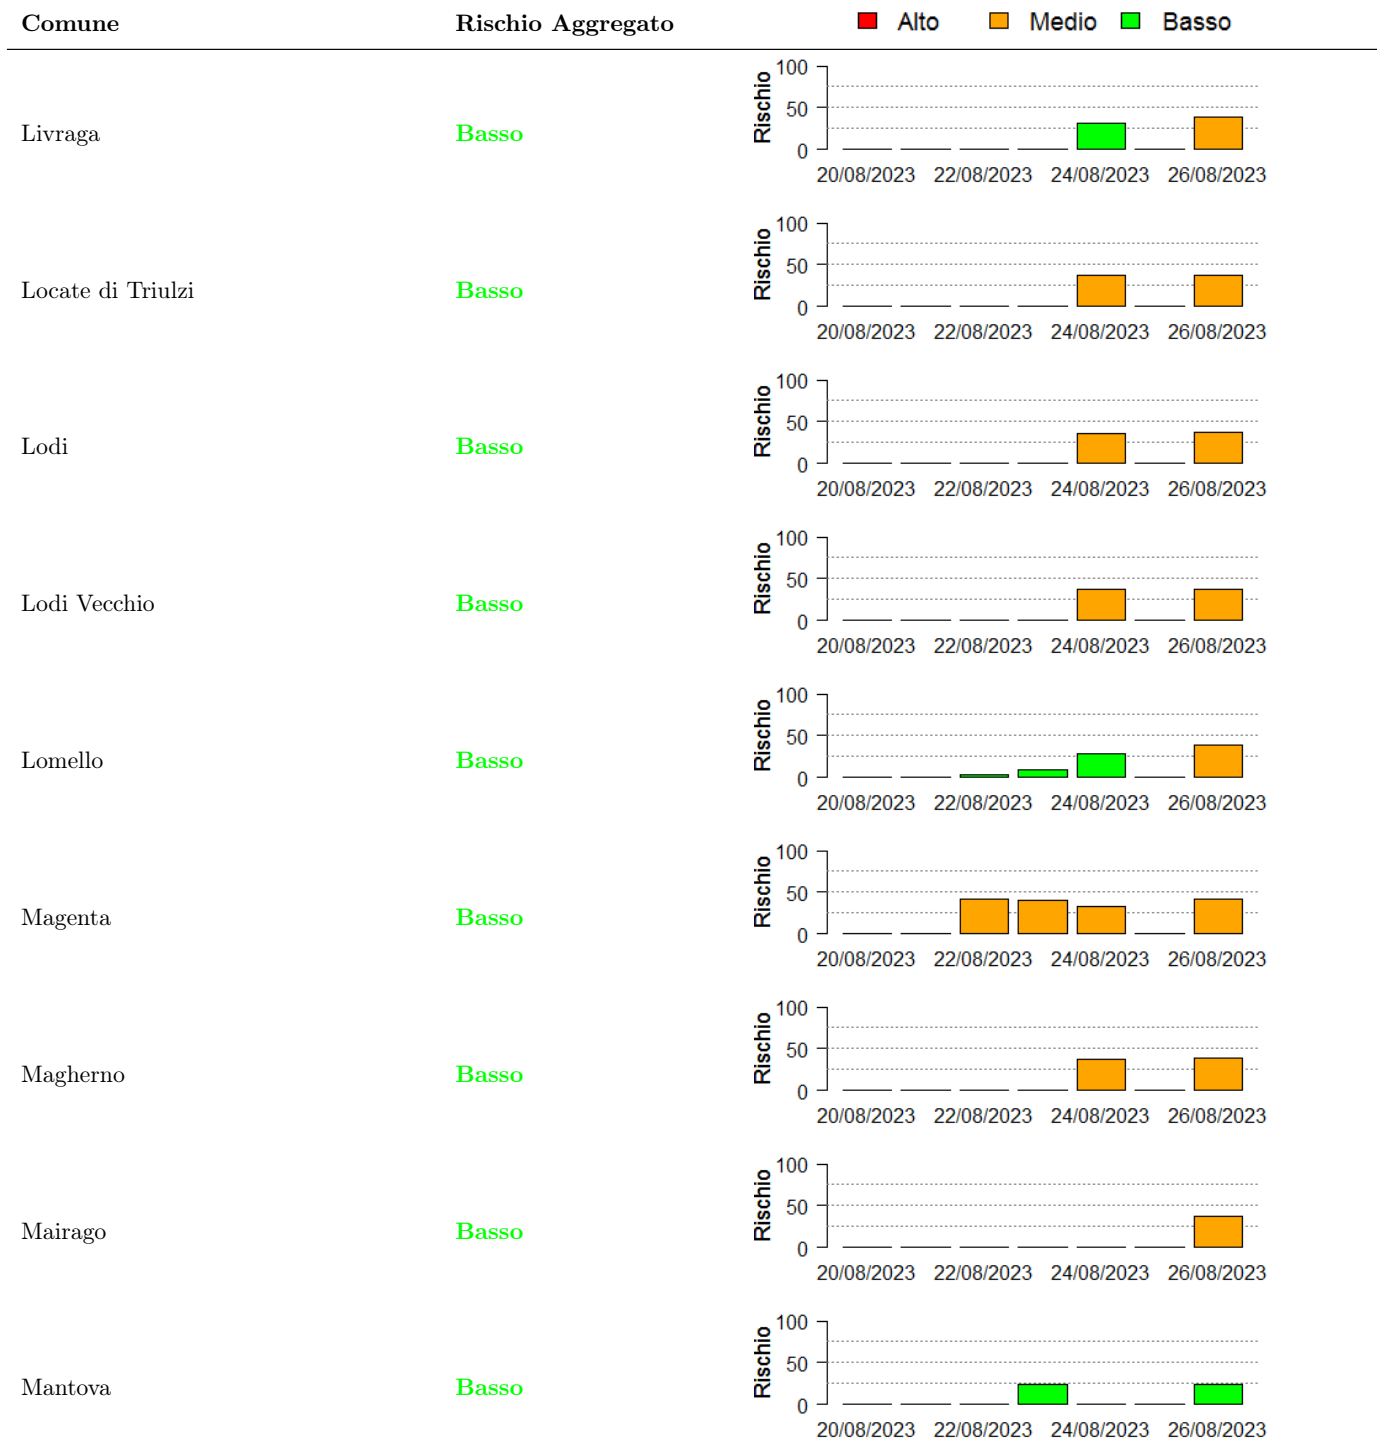 Comune Rischio Aggregato Alto Medio Basso
100
50
0
Rischio
Livraga Basso
20/08/2023 22/08/2023 24/08/2023 26/08/2023
100
50
0
Rischio
Locate di Triulzi Basso
20/08/2023 22/08/2023 24/08/2023 26/08/2023
100
50
0
Rischio
Lodi Basso
20/08/2023 22/08/2023 24/08/2023 26/08/2023
100
50
0
Rischio
Lodi Vecchio Basso
20/08/2023 22/08/2023 24/08/2023 26/08/2023
100
50
0
Rischio
Lomello Basso
20/08/2023 22/08/2023 24/08/2023 26/08/2023
100
50
0
Rischio
Magenta Basso
20/08/2023 22/08/2023 24/08/2023 26/08/2023
100
50
0
Rischio
Magherno Basso
20/08/2023 22/08/2023 24/08/2023 26/08/2023
100
50
0
Rischio
Mairago Basso
20/08/2023 22/08/2023 24/08/2023 26/08/2023
100
50
0
Rischio
Mantova Basso
20/08/2023 22/08/2023 24/08/2023 26/08/2023